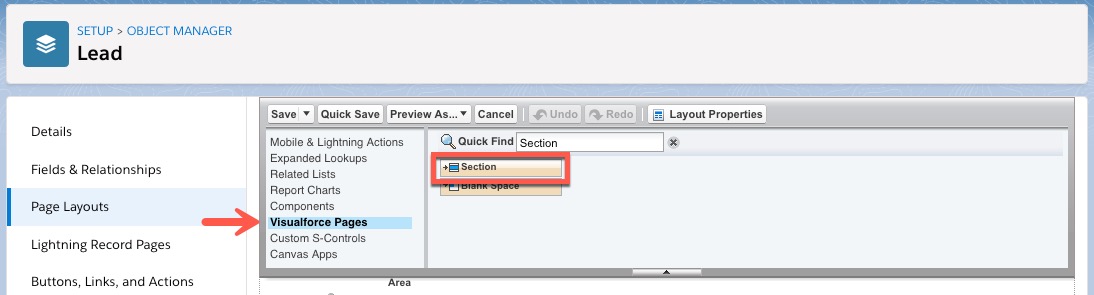 SETUP > OBJECT MANAGER
Lead
Details
Fields & Relationships
Page Layouts
Lightning Record Pages
Buttons, Links, and Actions
Save Quick Save Preview As... Cancel Undo Redo Layout Properties
Mobile & Lightning Actions
Expanded Lookups
Related Lists
Report Charts
Components
Visualforce Pages
Custom S-Controls
Canvas Apps
Quick Find Section
Section
Blank Space
Area